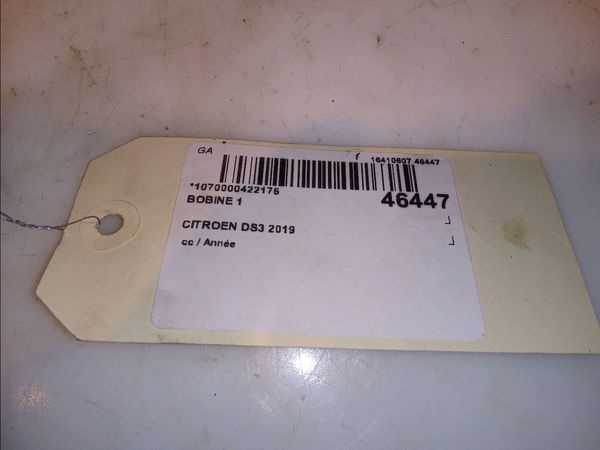 GA
16410607 46447
*1070000422176
BOBINE 1
46447
CITROEN DS3 2019
cc / Année